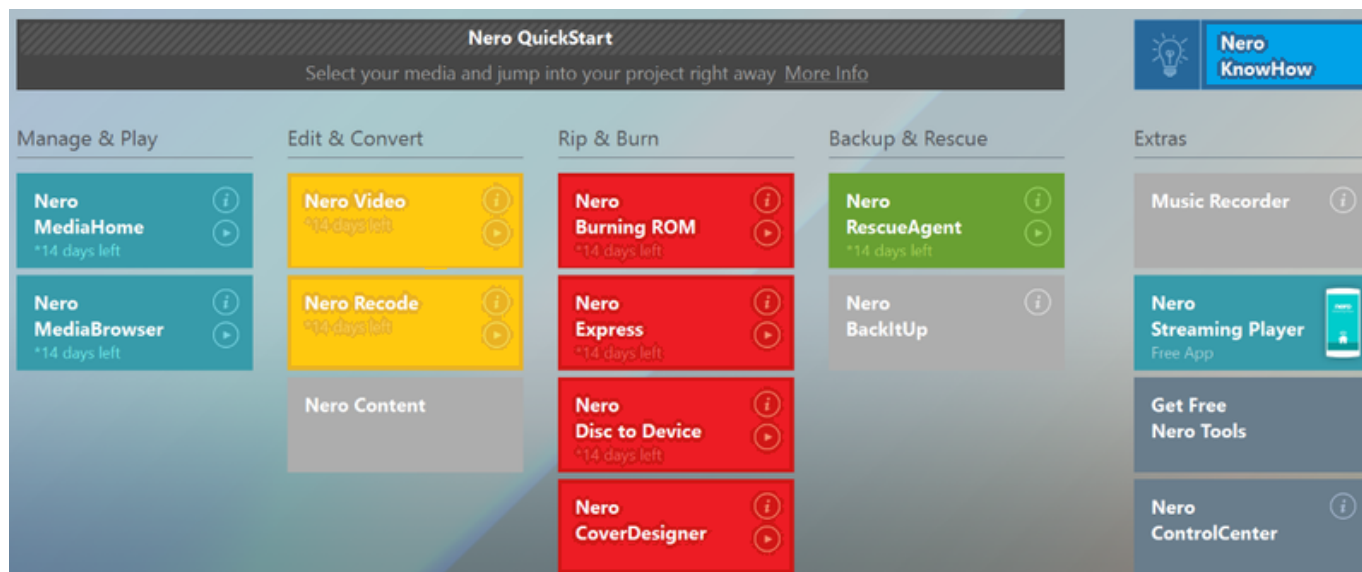 Nero QuickStart
Select your media and jump into your project right away More Info
Nero
KnowHow
Manage & Play
Nero
MediaHome
*14 days left
Nero
MediaBrowser
*14 days left
Edit & Convert
Nero Video
*14 days left
Nero Recode
*14 days left
Nero Content
Rip & Burn
Nero
Burning ROM
*14 days left
Nero
Express
*14 days left
Nero
Disc to Device
*14 days left
Nero
CoverDesigner
Backup & Rescue
Nero
RescueAgent
*14 days left
Nero
BackItUp
Extras
Music Recorder
Nero
Streaming Player
Free App
Get Free
Nero Tools
Nero
ControlCenter